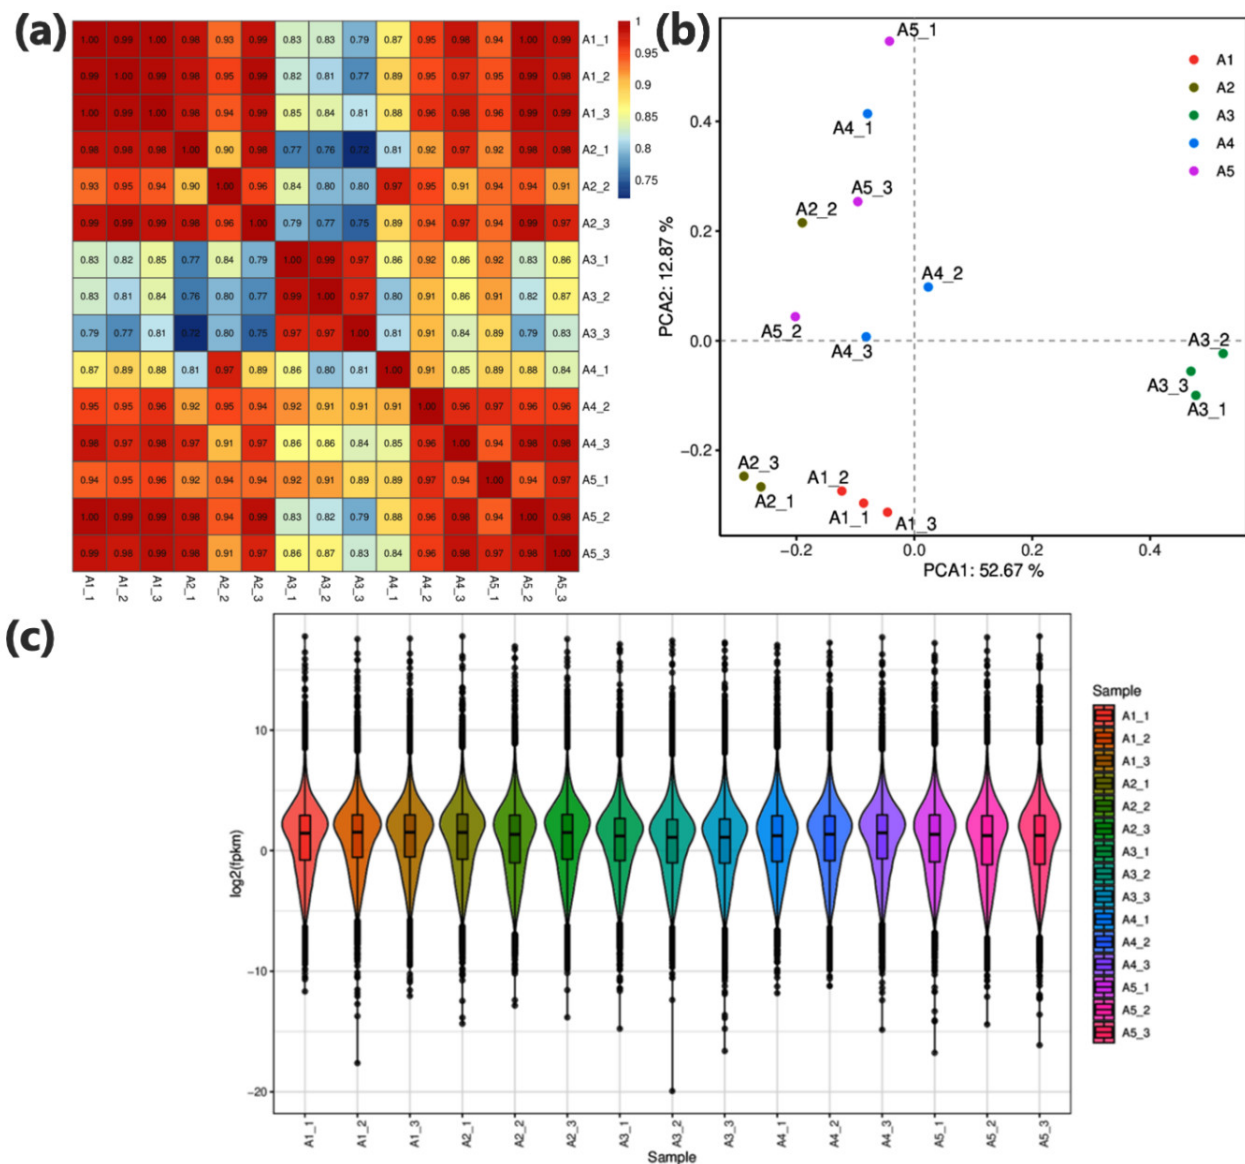 (a)
1.00 0.99 1.00 0.98 0.93 0.99 0.83 0.83 0.79 0.87 0.95 0.98 0.94 1.00 0.99 A1_1
0.99 1.00 0.99 0.98 0.95 0.99 0.82 0.81 0.77 0.89 0.95 0.97 0.95 0.99 0.98 A1_2
1.00 0.99 1.00 0.98 0.94 0.99 0.85 0.84 0.81 0.88 0.96 0.98 0.96 0.99 0.99 A1_3
0.98 0.98 0.98 1.00 0.90 0.98 0.77 0.76 0.72 0.81 0.92 0.97 0.92 0.98 0.98 A2_1
0.93 0.95 0.94 0.90 1.00 0.96 0.84 0.80 0.80 0.97 0.95 0.91 0.94 0.94 0.91 A2_2
0.99 0.99 0.99 0.98 0.96 1.00 0.79 0.77 0.75 0.89 0.94 0.97 0.94 0.99 0.97 A2_3
0.83 0.82 0.85 0.77 0.84 0.79 1.00 0.99 0.97 0.86 0.92 0.86 0.92 0.83 0.86 A3_1
0.83 0.81 0.84 0.76 0.80 0.77 0.99 1.00 0.97 0.80 0.91 0.86 0.91 0.82 0.87 A3_2
0.79 0.77 0.81 0.72 0.80 0.75 0.97 0.97 1.00 0.81 0.91 0.84 0.89 0.79 0.83 A3_3
0.87 0.89 0.88 0.81 0.97 0.89 0.86 0.80 0.81 1.00 0.91 0.85 0.89 0.88 0.84 A4_1
0.95 0.95 0.96 0.92 0.95 0.94 0.92 0.91 0.91 0.91 1.00 0.96 0.97 0.96 0.96 A4_2
0.98 0.97 0.98 0.97 0.91 0.97 0.86 0.86 0.84 0.85 0.96 1.00 0.94 0.98 0.98 A4_3
0.94 0.95 0.96 0.92 0.94 0.94 0.92 0.91 0.89 0.89 0.97 0.94 1.00 0.94 0.97 A5_1
1.00 0.99 0.99 0.98 0.94 0.99 0.83 0.82 0.79 0.88 0.96 0.98 0.94 1.00 0.98 A5_2
0.99 0.98 0.99 0.98 0.91 0.97 0.86 0.87 0.83 0.84 0.96 0.98 0.97 0.98 1.00 A5_3
A1_1 A1_2 A1_3 A2_1 A2_2 A2_3 A3_1 A3_2 A3_3 A4_1 A4_2 A4_3 A5_1 A5_2 A5_3
1
0.95
0.9
0.85
0.8
0.75
(b)
A5_1
A4_1
A5_3
A2_2
A4_2
A5_2
A4_3
A3_2
A3_3
A3_1
A2_3
A2_1
A1_2
A1_1
A1_3
A1
A2
A3
A4
A5
0.4
0.2
0.0
−0.2
PCA2: 12.87 %
−0.2 0.0 0.2 0.4
PCA1: 52.67 %
(c)
10
0
−10
−20
log2(fpkm)
A1_1 A1_2 A1_3 A2_1 A2_2 A2_3 A3_1 A3_2 A3_3 A4_1 A4_2 A4_3 A5_1 A5_2 A5_3
Sample
Sample
A1_1
A1_2
A1_3
A2_1
A2_2
A2_3
A3_1
A3_2
A3_3
A4_1
A4_2
A4_3
A5_1
A5_2
A5_3